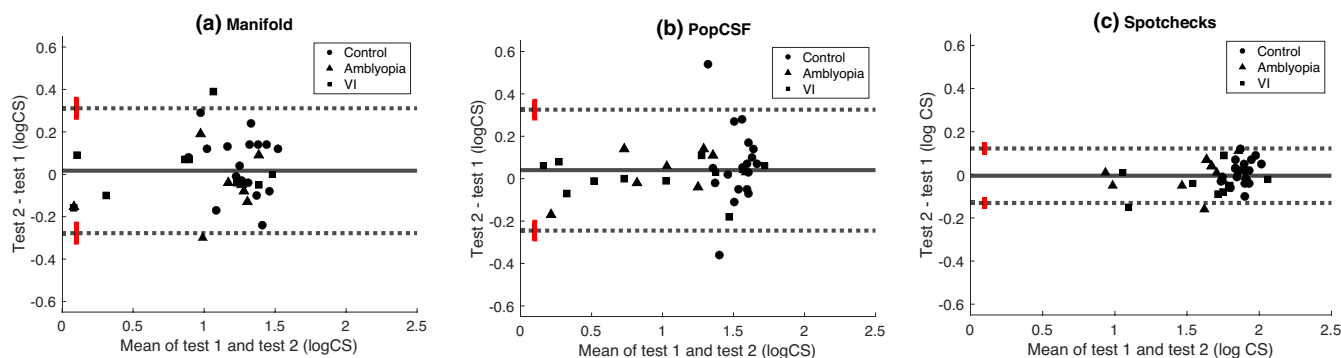 (a) Manifold
0.6
0.4
0.2
0
-0.2
-0.4
-0.6
Test 2 - test 1 (logCS)
0 0.5 1 1.5 2 2.5
Mean of test 1 and test 2 (logCS)
Control
Amblyopia
VI
(b) PopCSF
0.6
0.4
0.2
0
-0.2
-0.4
-0.6
Test 2 - test 1 (logCS)
0 0.5 1 1.5 2 2.5
Mean of test 1 and test 2 (logCS)
Control
Amblyopia
VI
(c) Spotchecks
0.6
0.4
0.2
0
-0.2
-0.4
-0.6
Test 2 - test 1 (log CS)
0 0.5 1 1.5 2 2.5
Mean of test 1 and test 2 (log CS)
Control
Amblyopia
VI